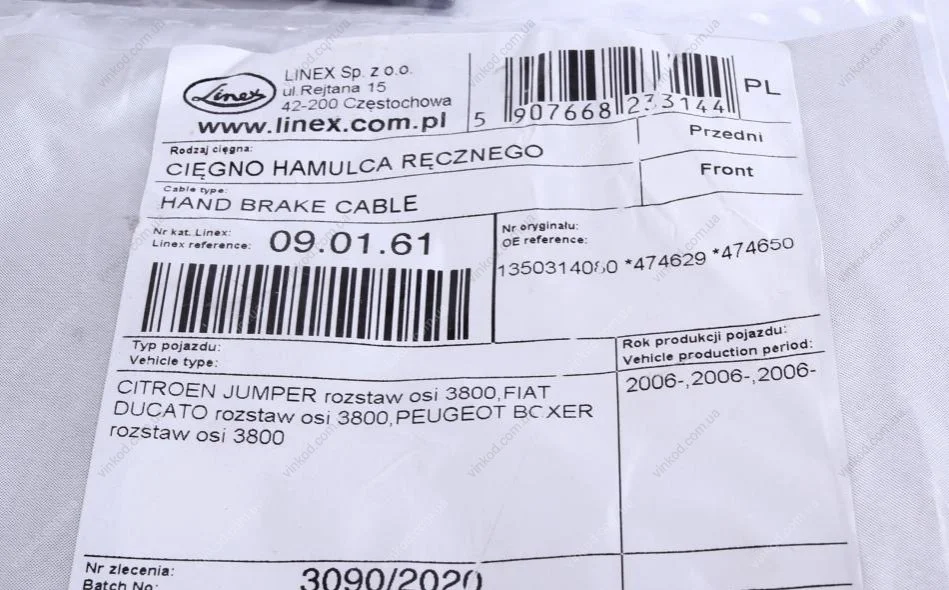 Linex
LINEX Sp. z o.o.
ul.Rejtana 15
42-200 Częstochowa
www.linex.com.pl
5 907668 233144
PL
Rodzaj cięgna:
CIĘGNO HAMULCA RĘCZNEGO
Przedni
Cable type:
HAND BRAKE CABLE
Front
Nr kat. Linex:
Linex reference:
09.01.61
Nr oryginału:
OE reference:
1350314080 *474629 *474650
Typ pojazdu:
Vehicle type:
Rok produkcji pojazdu:
Vehicle production period:
CITROEN JUMPER rozstaw osi 3800,FIAT
DUCATO rozstaw osi 3800,PEUGEOT BOXER
rozstaw osi 3800
2006-,2006-,2006-
Nr zlecenia:
Batch No:
3090/2020
vinkod.com.ua